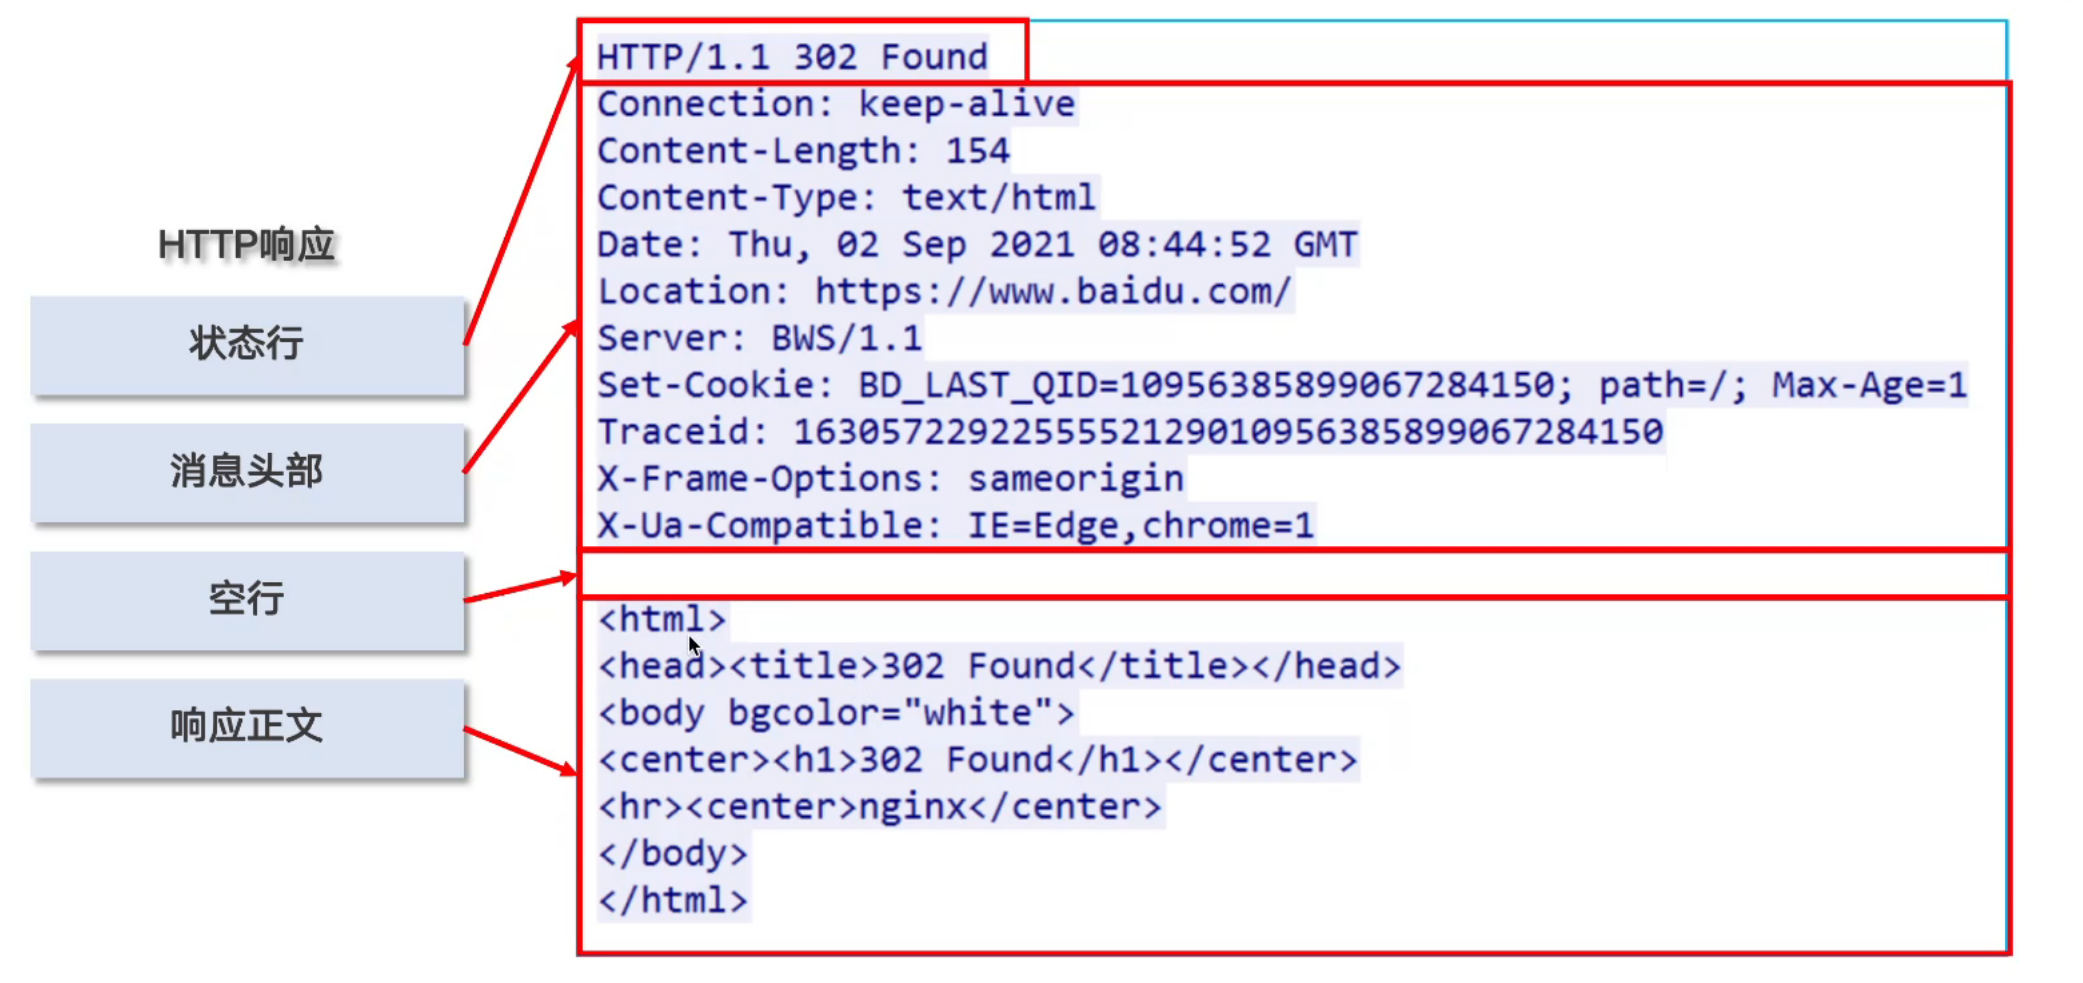 HTTP响应
状态行
消息头部
空行
响应正文
HTTP/1.1 302 Found
Connection: keep-alive
Content-Length: 154
Content-Type: text/html
Date: Thu, 02 Sep 2021 08:44:52 GMT
Location: https://www.baidu.com/
Server: BWS/1.1
Set-Cookie: BD_LAST_QID=10956385899067284150; path=/; Max-Age=1
Traceid: 1630572292255552129010956385899067284150
X-Frame-Options: sameorigin
X-Ua-Compatible: IE=Edge,chrome=1
<html>
<head><title>302 Found</title></head>
<body bgcolor="white">
<center><h1>302 Found</h1></center>
<hr><center>nginx</center>
</body>
</html>